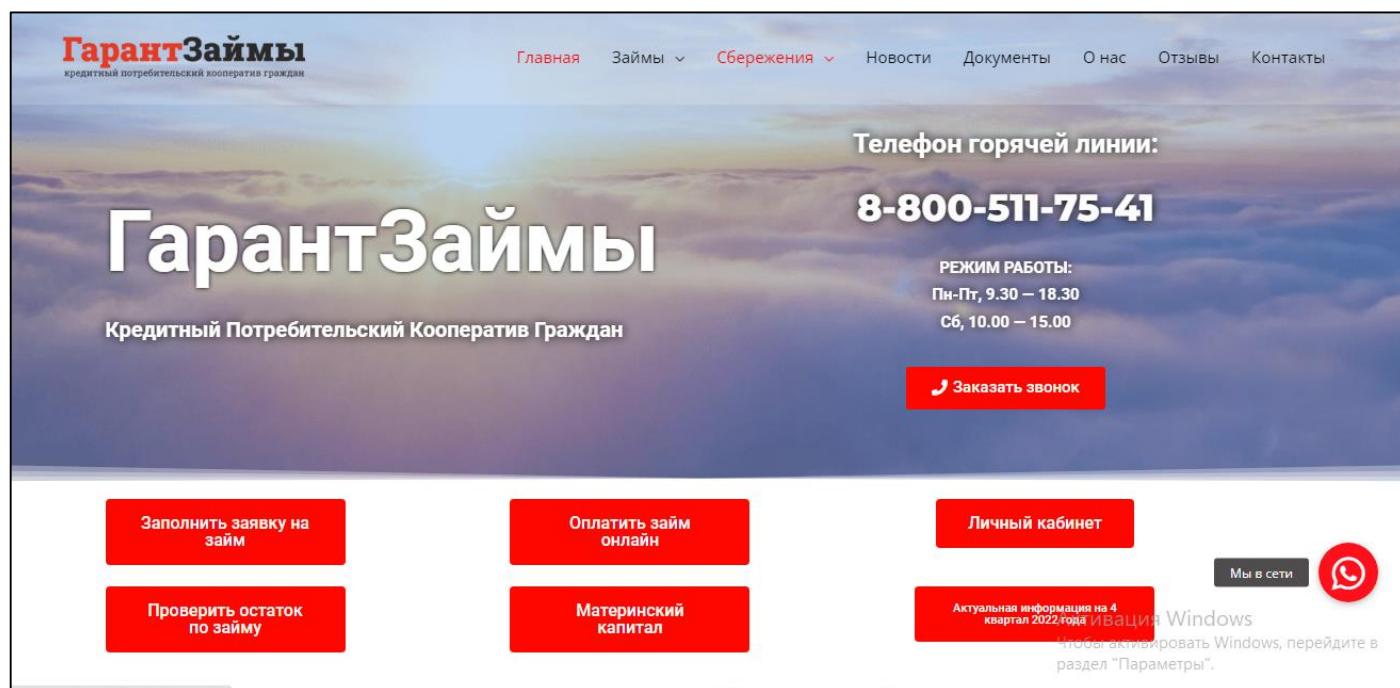 ГарантЗаймы
кредитный потребительский кооператив граждан
Главная Займы Сбережения Новости Документы О нас Отзывы Контакты
Телефон горячей линии:
8-800-511-75-41
ГарантЗаймы
РЕЖИМ РАБОТЫ:
Пн-Пт, 9.30 — 18.30
Сб, 10.00 — 15.00
Кредитный Потребительский Кооператив Граждан
Заказать звонок
Заполнить заявку на
займ
Оплатить займ
онлайн
Личный кабинет
Мы в сети
Проверить остаток
по займу
Материнский
капитал
Актуальная информация на 4
квартал 2022 года
Активация Windows
Чтобы активировать Windows, перейдите в
раздел "Параметры".